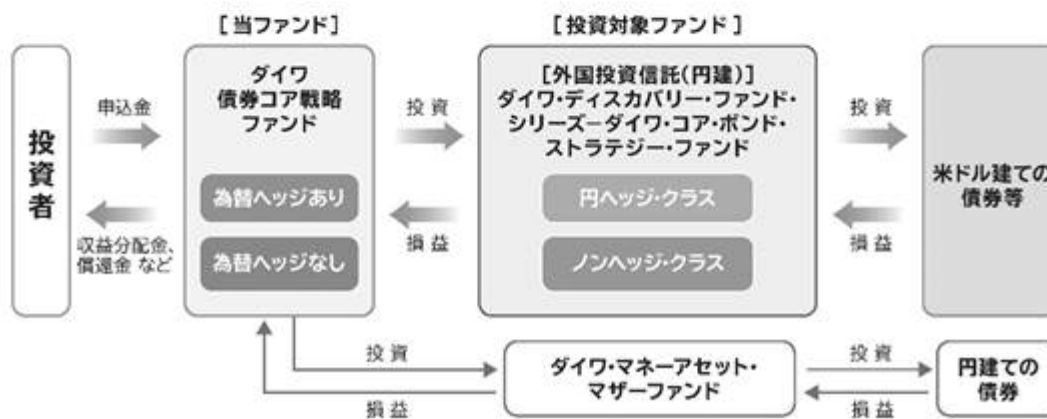 [当ファンド]
[投資対象ファンド]
投資者
申込金
収益分配金、
償還金 など
ダイワ
債券コア戦略
ファンド
為替ヘッジあり
為替ヘッジなし
投資
損益
[外国投資信託(円建)]
ダイワ・ディスカバリー・ファンド・
シリーズ－ダイワ・コア・ボンド・
ストラテジー・ファンド
円ヘッジ・クラス
ノンヘッジ・クラス
投資
損益
米ドル建ての
債券等
投資
損益
ダイワ・マネーアセット・
マザーファンド
投資
損益
円建ての
債券